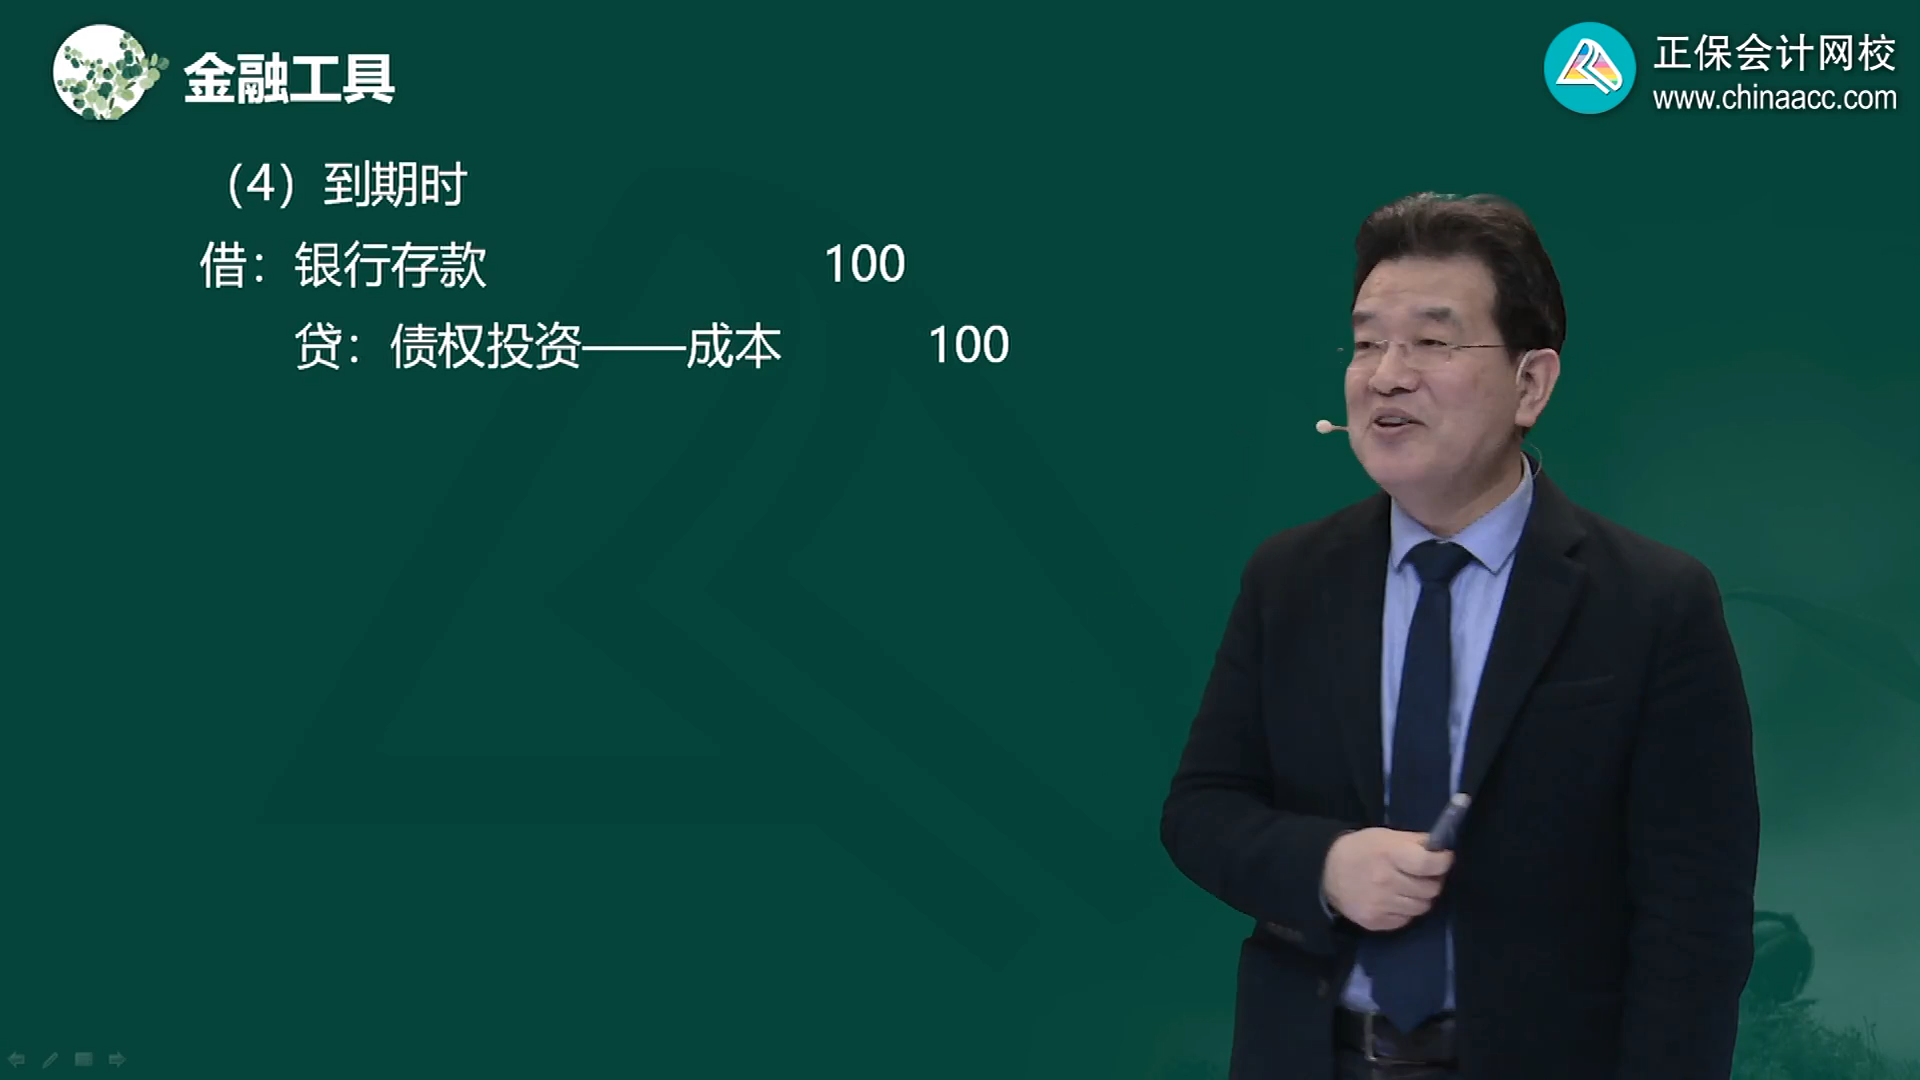 金融工具
正保会计网校
www.chinaacc.com
（4）到期时
借：银行存款 100
贷：债权投资——成本 100